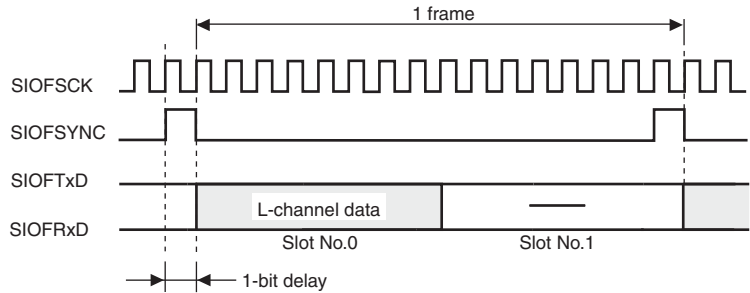 1 frame
SIOFSCK
SIOFSYNC
SIOFTxD
L-channel data
SIOFRxD
Slot No.0
Slot No.1
1-bit delay